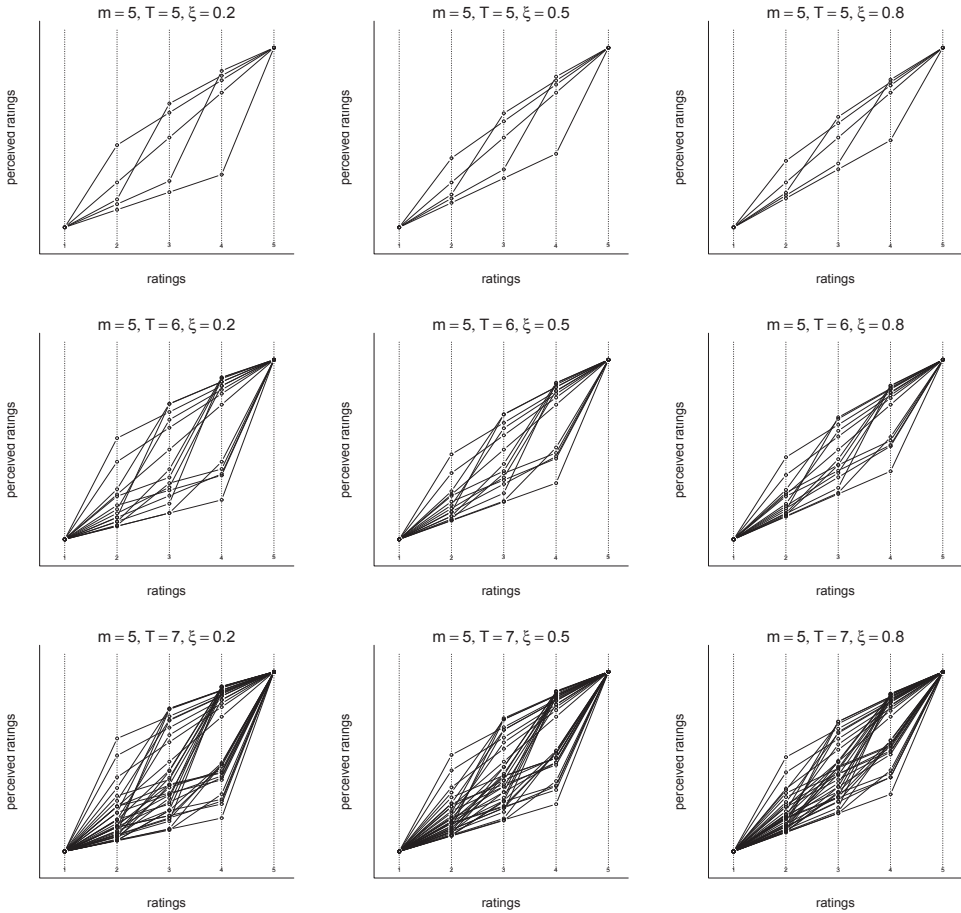 m = 5, T = 5, ξ = 0.2
m = 5, T = 5, ξ = 0.5
m = 5, T = 5, ξ = 0.8
perceived ratings
perceived ratings
perceived ratings
1 2 3 4 5
1 2 3 4 5
1 2 3 4 5
ratings
ratings
ratings
m = 5, T = 6, ξ = 0.2
m = 5, T = 6, ξ = 0.5
m = 5, T = 6, ξ = 0.8
perceived ratings
perceived ratings
perceived ratings
1 2 3 4 5
1 2 3 4 5
1 2 3 4 5
ratings
ratings
ratings
m = 5, T = 7, ξ = 0.2
m = 5, T = 7, ξ = 0.5
m = 5, T = 7, ξ = 0.8
perceived ratings
perceived ratings
perceived ratings
1 2 3 4 5
1 2 3 4 5
1 2 3 4 5
ratings
ratings
ratings